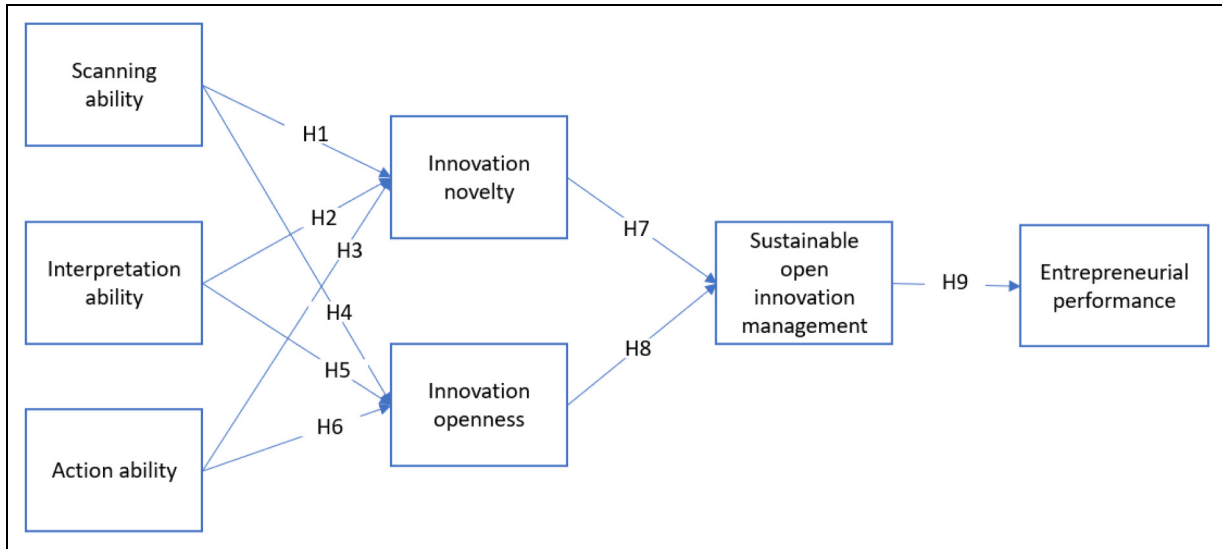 Scanning
ability
Interpretation
ability
Action ability
H1
H2
H3
H4
H5
H6
Innovation
novelty
Innovation
openness
H7
H8
Sustainable
open
innovation
management
H9
Entrepreneurial
performance